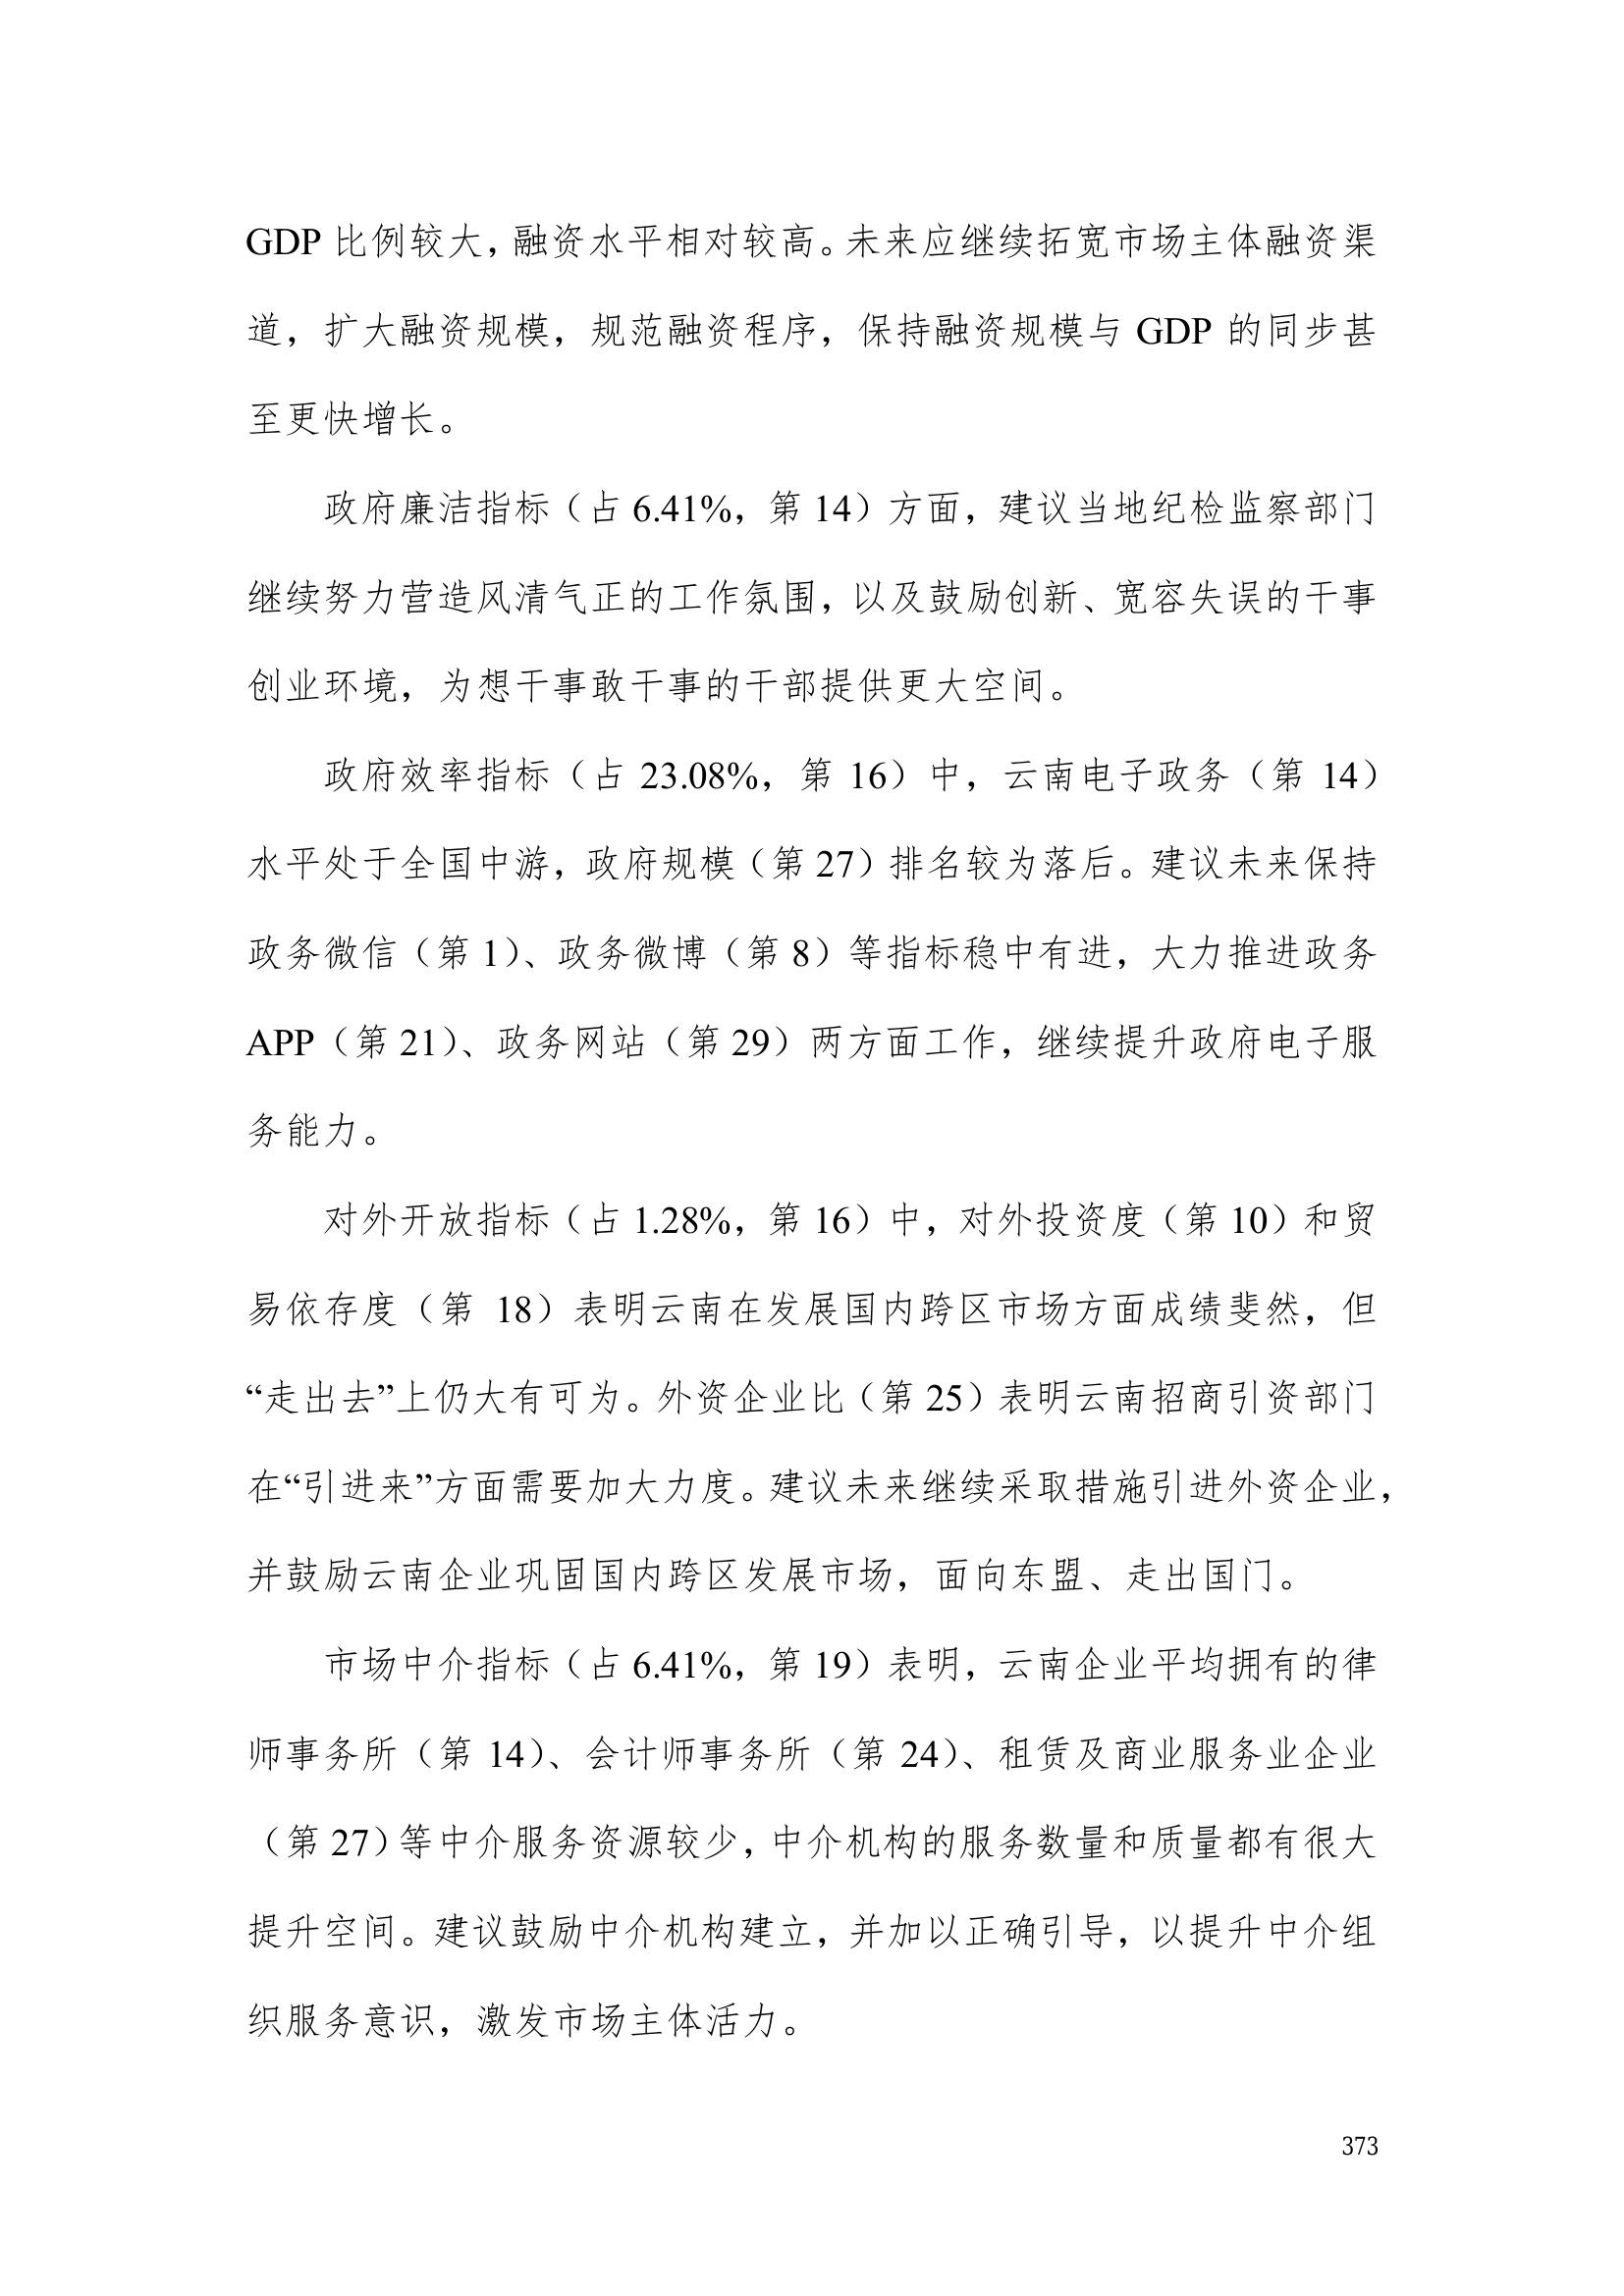 GDP 比例较大，融资水平相对较高。未来应继续拓宽市场主体融资渠
道，扩大融资规模，规范融资程序，保持融资规模与 GDP 的同步甚
至更快增长。
政府廉洁指标（占 6.41%，第 14）方面，建议当地纪检监察部门
继续努力营造风清气正的工作氛围，以及鼓励创新、宽容失误的干事
创业环境，为想干事敢干事的干部提供更大空间。
政府效率指标（占 23.08%，第 16）中，云南电子政务（第 14）
水平处于全国中游，政府规模（第 27）排名较为落后。建议未来保持
政务微信（第 1）、政务微博（第 8）等指标稳中有进，大力推进政务
APP（第 21）、政务网站（第 29）两方面工作，继续提升政府电子服
务能力。
对外开放指标（占 1.28%，第 16）中，对外投资度（第 10）和贸
易依存度（第 18）表明云南在发展国内跨区市场方面成绩斐然，但
“走出去”上仍大有可为。外资企业比（第 25）表明云南招商引资部门
在“引进来”方面需要加大力度。建议未来继续采取措施引进外资企业，
并鼓励云南企业巩固国内跨区发展市场，面向东盟、走出国门。
市场中介指标（占 6.41%，第 19）表明，云南企业平均拥有的律
师事务所（第 14）、会计师事务所（第 24）、租赁及商业服务业企业
（第 27）等中介服务资源较少，中介机构的服务数量和质量都有很大
提升空间。建议鼓励中介机构建立，并加以正确引导，以提升中介组
织服务意识，激发市场主体活力。
373